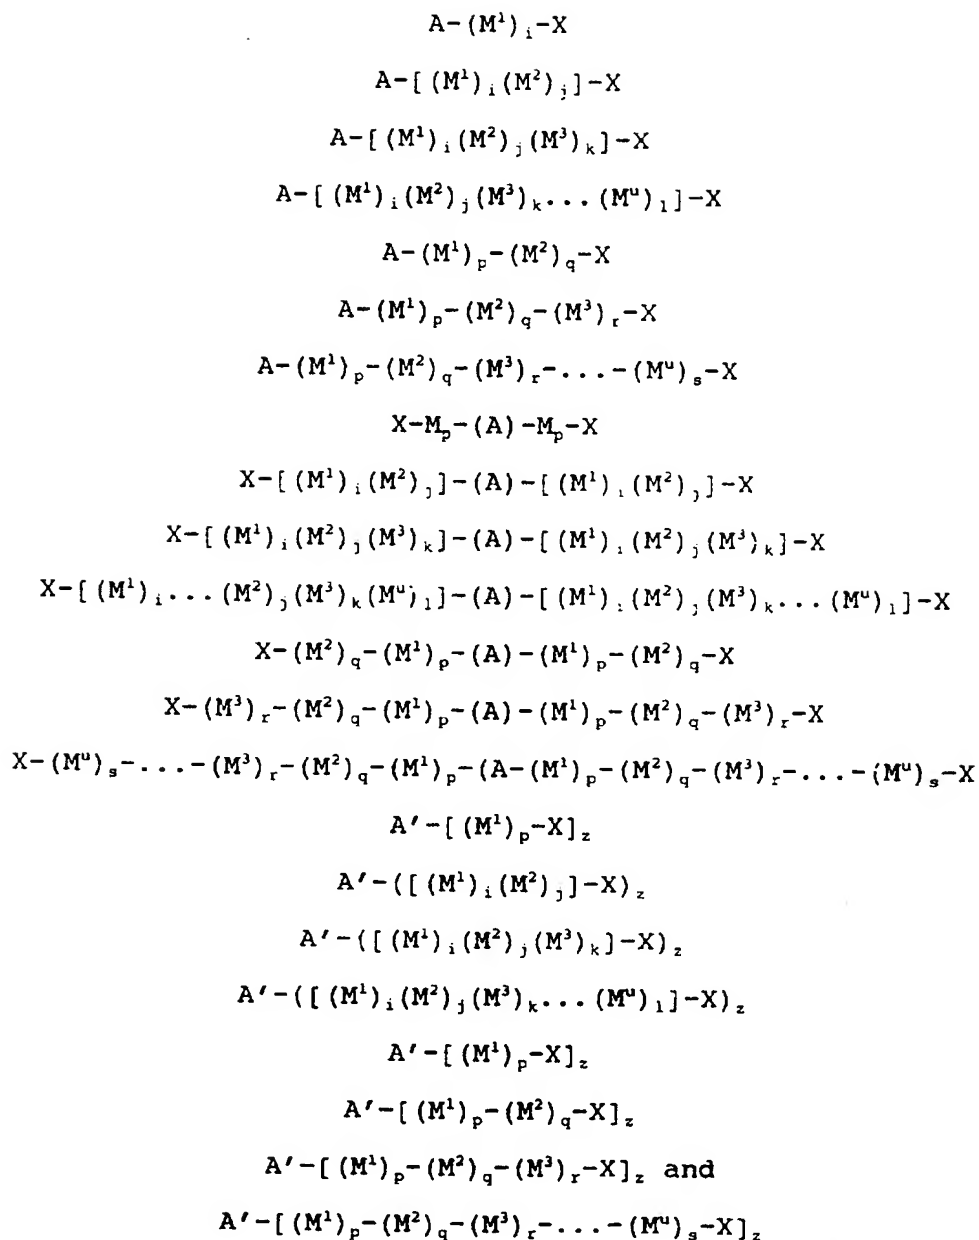 A-(M¹)ᵢ-X
A-[(M¹)ᵢ(M²)ⱼ]-X
A-[(M¹)ᵢ(M²)ⱼ(M³)ₖ]-X
A-[(M¹)ᵢ(M²)ⱼ(M³)ₖ...(Mᵘ)ₗ]-X
A-(M¹)ₚ-(M²)q-X
A-(M¹)ₚ-(M²)q-(M³)ᵣ-X
A-(M¹)ₚ-(M²)q-(M³)ᵣ-...-(Mᵘ)ₛ-X
X-Mₚ-(A)-Mₚ-X
X-[(M¹)ᵢ(M²)ⱼ]-(A)-[(M¹)ᵢ(M²)ⱼ]-X
X-[(M¹)ᵢ(M²)ⱼ(M³)ₖ]-(A)-[(M¹)ᵢ(M²)ⱼ(M³)ₖ]-X
X-[(M¹)ᵢ...(M²)ⱼ(M³)ₖ(Mᵘ)ₗ]-(A)-[(M¹)ᵢ(M²)ⱼ(M³)ₖ...(Mᵘ)ₗ]-X
X-(M²)q-(M¹)ₚ-(A)-(M¹)ₚ-(M²)q-X
X-(M³)ᵣ-(M²)q-(M¹)ₚ-(A)-(M¹)ₚ-(M²)q-(M³)ᵣ-X
X-(Mᵘ)ₛ-...-(M³)ᵣ-(M²)q-(M¹)ₚ-(A-(M¹)ₚ-(M²)q-(M³)ᵣ-...-(Mᵘ)ₛ-X
A′-[(M¹)ₚ-X]z
A′-([(M¹)ᵢ(M²)ⱼ]-X)z
A′-([(M¹)ᵢ(M²)ⱼ(M³)ₖ]-X)z
A′-([(M¹)ᵢ(M²)ⱼ(M³)ₖ...(Mᵘ)ₗ]-X)z
A′-[(M¹)ₚ-X]z
A′-[(M¹)ₚ-(M²)q-X]z
A′-[(M¹)ₚ-(M²)q-(M³)ᵣ-X]z and
A′-[(M¹)ₚ-(M²)q-(M³)ᵣ-...-(Mᵘ)ₛ-X]z